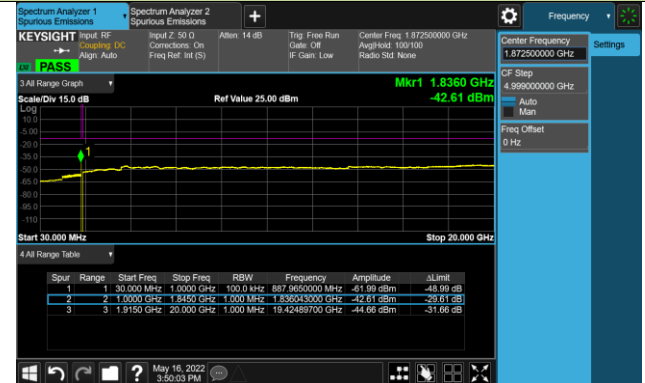 Spectrum Analyzer 1
Spurious Emissions
Spectrum Analyzer 2
Spurious Emissions
+
Frequency
KEYSIGHT
Input: RF
Coupling: DC
Align: Auto
Input Z: 50 Ω
Corrections: On
Freq Ref: Int (S)
Atten: 14 dB
Trig: Free Run
Gate: Off
IF Gain: Low
Center Freq: 1.872500000 GHz
Avg|Hold: 100/100
Radio Std: None
PASS
Center Frequency
1.872500000 GHz
Settings
CF Step
4.999000000 GHz
Auto
Man
Freq Offset
0 Hz
3 All Range Graph
Mkr1 1.8360 GHz
Scale/Div 15.0 dB
Ref Value 25.00 dBm
-42.61 dBm
Log
10.0
-5.00
-20.0
-35.0
-50.0
-65.0
-80.0
-95.0
-110
1
Start 30.000 MHz
Stop 20.000 GHz
4 All Range Table
Spur Range Start Freq Stop Freq RBW Frequency Amplitude ΔLimit
1 1 30.000 MHz 1.0000 GHz 100.0 kHz 887.9650000 MHz -61.99 dBm -48.99 dB
2 2 1.0000 GHz 1.8450 GHz 1.000 MHz 1.836043000 GHz -42.61 dBm -29.61 dB
3 3 1.9150 GHz 20.000 GHz 1.000 MHz 19.42489700 GHz -44.66 dBm -31.66 dB
?
May 16, 2022
3:50:03 PM